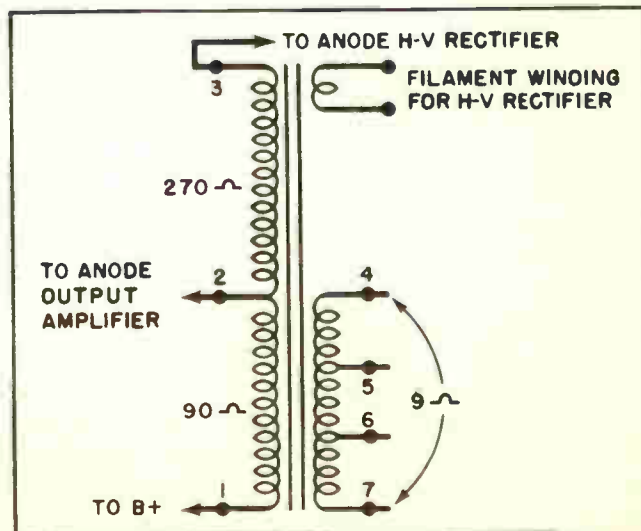 TO ANODE H-V RECTIFIER
3
FILAMENT WINDING
FOR H-V RECTIFIER
270 Ω
TO ANODE
OUTPUT
AMPLIFIER
2
4
5
90 Ω
6
9 Ω
1
7
TO B+